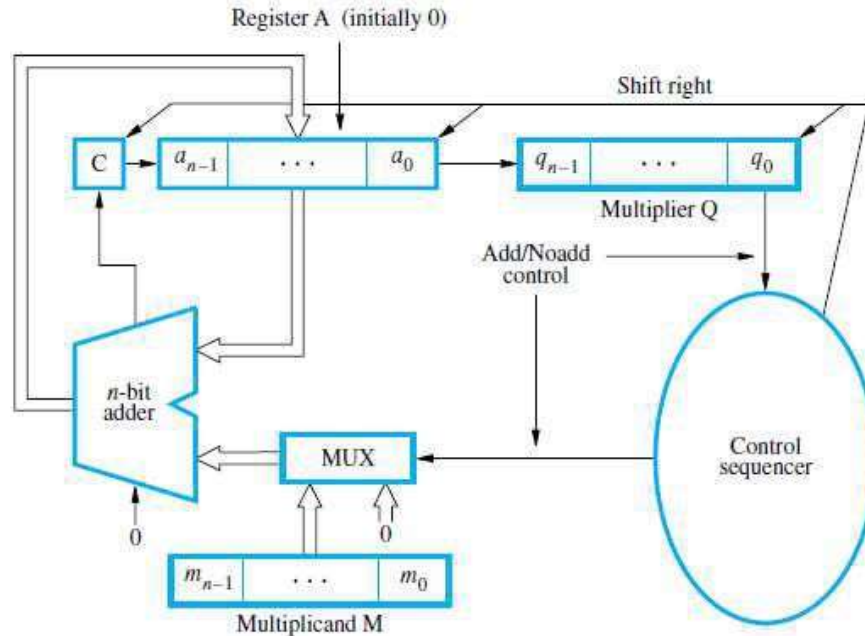 Register A (initially 0)
Shift right
C
a_{n-1} · · · a_0
q_{n-1} · · · q_0
Multiplier Q
Add/Noadd
control
n-bit
adder
MUX
Control
sequencer
0
0
m_{n-1} · · · m_0
Multiplicand M